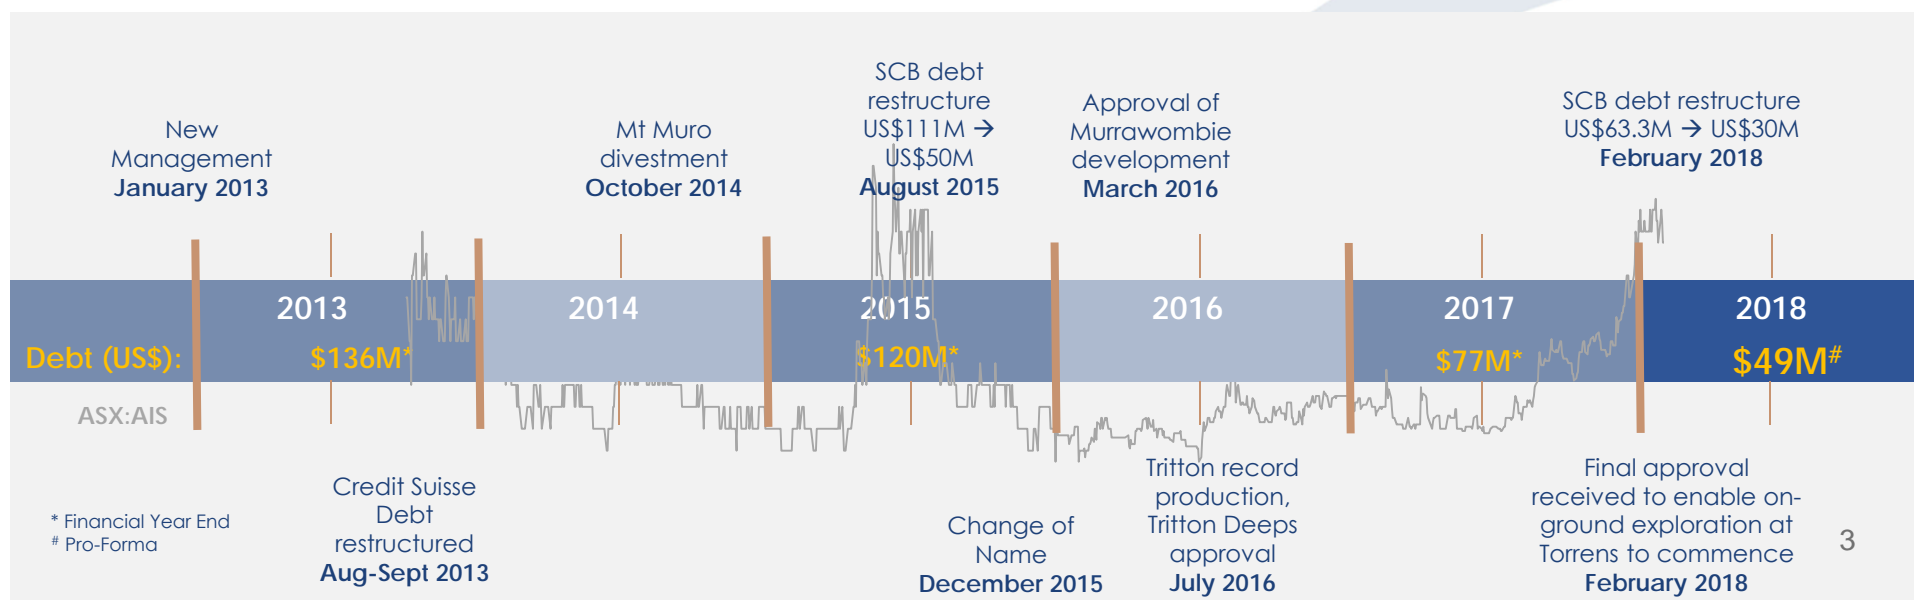 New
Management
January 2013
Mt Muro
divestment
October 2014
SCB debt
restructure
US$111M →
US$50M
August 2015
Approval of
Murrawombie
development
March 2016
SCB debt restructure
US$63.3M → US$30M
February 2018
2013
2014
2015
2016
2017
2018
Debt (US$):
$136M*
$120M*
$77M*
$49M#
ASX:AIS
* Financial Year End
# Pro-Forma
Credit Suisse
Debt
restructured
Aug-Sept 2013
Change of
Name
December 2015
Tritton record
production,
Tritton Deeps
approval
July 2016
Final approval
received to enable on-
ground exploration at
Torrens to commence
February 2018
3